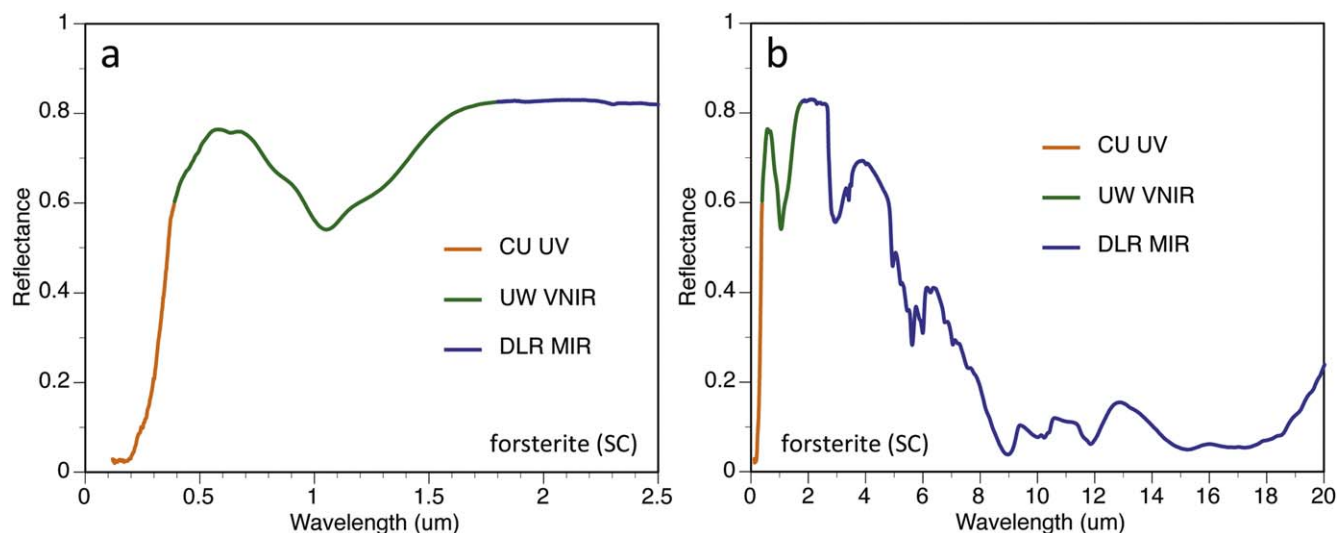 a
1
0.8
0.6
0.4
0.2
0
Reflectance
0 0.5 1 1.5 2 2.5
Wavelength (um)
CU UV
UW VNIR
DLR MIR
forsterite (SC)
b
1
0.8
0.6
0.4
0.2
0
Reflectance
0 2 4 6 8 10 12 14 16 18 20
Wavelength (um)
CU UV
UW VNIR
DLR MIR
forsterite (SC)